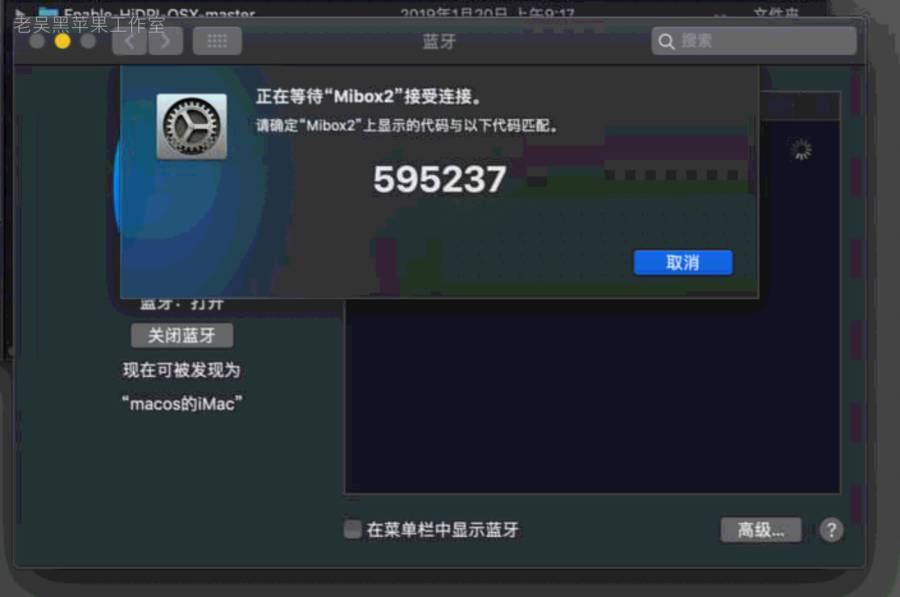 Enable-HiDPI-OSX-master 2019年1月20日 上午9:17 -- 文件夹
老吴黑苹果工作室
蓝牙
搜索
正在等待“Mibox2”接受连接。
请确定“Mibox2”上显示的代码与以下代码匹配。
595237
取消
蓝牙：打开
关闭蓝牙
现在可被发现为
“macos的iMac”
在菜单栏中显示蓝牙
高级...
?